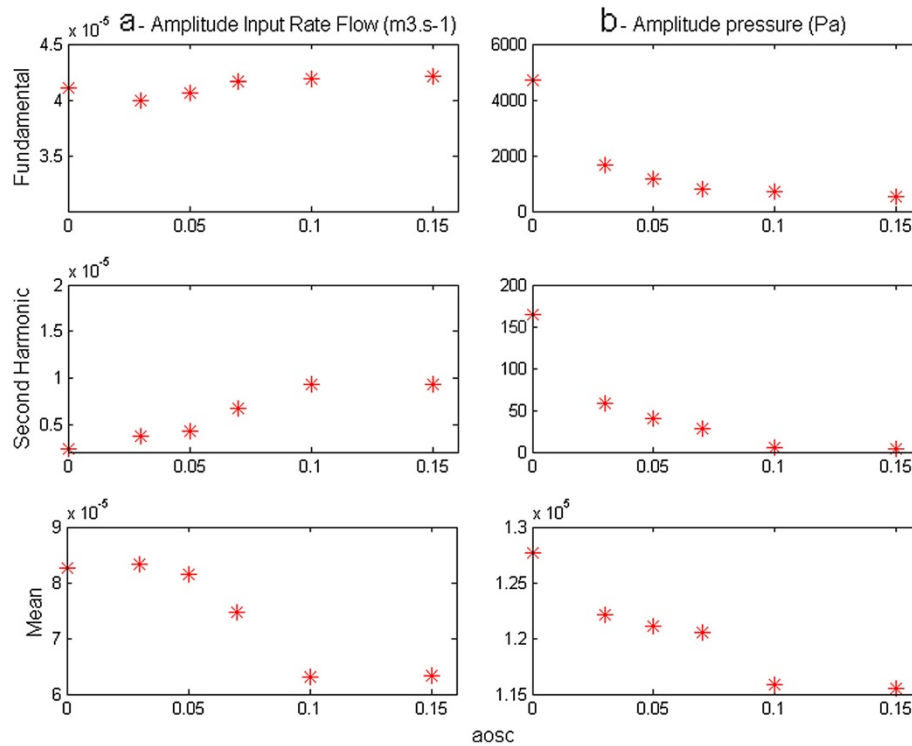 a - Amplitude Input Rate Flow (m3.s-1)
b - Amplitude pressure (Pa)
x 10-5
4.5
4
3.5
Fundamental
0 0.05 0.1 0.15
6000
4000
2000
0
0 0.05 0.1 0.15
x 10-5
2
1.5
1
0.5
Second Harmonic
0 0.05 0.1 0.15
200
150
100
50
0
0 0.05 0.1 0.15
x 10-5
9
8
7
6
Mean
0 0.05 0.1 0.15
x 10 5
1.3
1.25
1.2
1.15
0 0.05 0.1 0.15
aosc